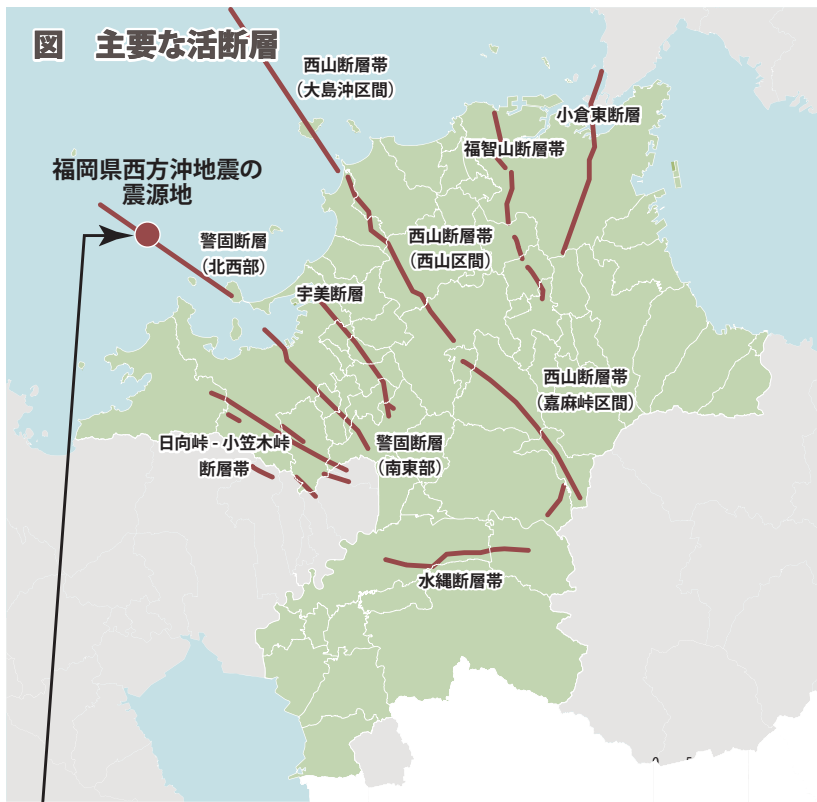 図　主要な活断層
西山断層帯
（大島沖区間）
小倉東断層
福智山断層帯
福岡県西方沖地震の
震源地
警固断層
（北西部）
西山断層帯
（西山区間）
宇美断層
西山断層帯
（嘉麻峠区間）
日向峠 - 小笠木峠
断層帯
警固断層
（南東部）
水縄断層帯